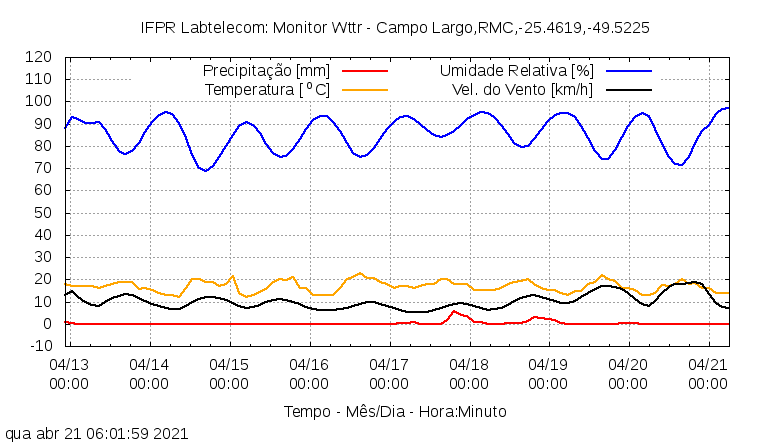 IFPR Labtelecom: Monitor Wttr - Campo Largo,RMC,-25.4619,-49.5225
Precipitação [mm]
Umidade Relativa [%]
Temperatura [⁰C]
Vel. do Vento [km/h]
120
110
100
90
80
70
60
50
40
30
20
10
0
-10
04/13 04/14 04/15 04/16 04/17 04/18 04/19 04/20 04/21
00:00 00:00 00:00 00:00 00:00 00:00 00:00 00:00 00:00
Tempo - Mês/Dia - Hora:Minuto
qua abr 21 06:01:59 2021